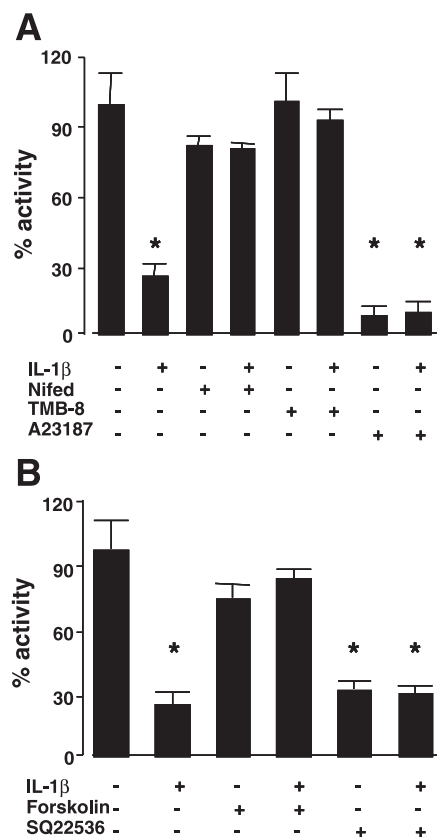 A
120
90
60
30
0
% activity
* * *
IL-1β - + - + - + - +
Nifed - - + + - - - -
TMB-8 - - - - + + - -
A23187 - - - - - - + +
B
120
90
60
30
0
% activity
* * *
IL-1β - + - + - +
Forskolin - - + + - -
SQ22536 - - - - + +